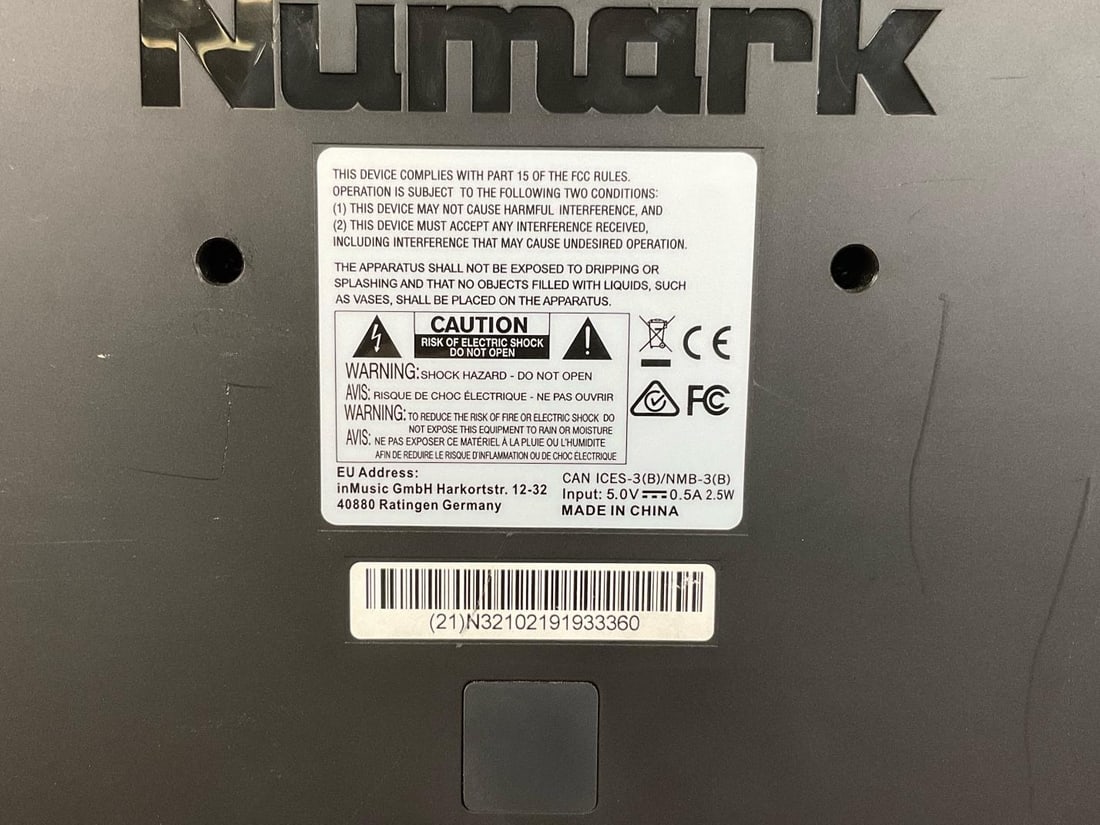 Numark
THIS DEVICE COMPLIES WITH PART 15 OF THE FCC RULES.
OPERATION IS SUBJECT TO THE FOLLOWING TWO CONDITIONS:
(1) THIS DEVICE MAY NOT CAUSE HARMFUL INTERFERENCE, AND
(2) THIS DEVICE MUST ACCEPT ANY INTERFERENCE RECEIVED,
INCLUDING INTERFERENCE THAT MAY CAUSE UNDESIRED OPERATION.
THE APPARATUS SHALL NOT BE EXPOSED TO DRIPPING OR
SPLASHING AND THAT NO OBJECTS FILLED WITH LIQUIDS, SUCH
AS VASES, SHALL BE PLACED ON THE APPARATUS.
CAUTION
RISK OF ELECTRIC SHOCK
DO NOT OPEN
WARNING: SHOCK HAZARD - DO NOT OPEN
AVIS: RISQUE DE CHOC ÉLECTRIQUE - NE PAS OUVRIR
WARNING: TO REDUCE THE RISK OF FIRE OR ELECTRIC SHOCK DO
NOT EXPOSE THIS EQUIPMENT TO RAIN OR MOISTURE
AVIS: NE PAS EXPOSER CE MATÉRIEL À LA PLUIE OU L'HUMIDITE
AFIN DE REDUIRE LE RISQUE D'INFLAMMATION OU DE CHOC ÉLECTRIQUE
CE
FC
EU Address:
inMusic GmbH Harkortstr. 12-32
40880 Ratingen Germany
CAN ICES-3(B)/NMB-3(B)
Input: 5.0V⎓0.5A 2.5W
MADE IN CHINA
(21)N32102191933360